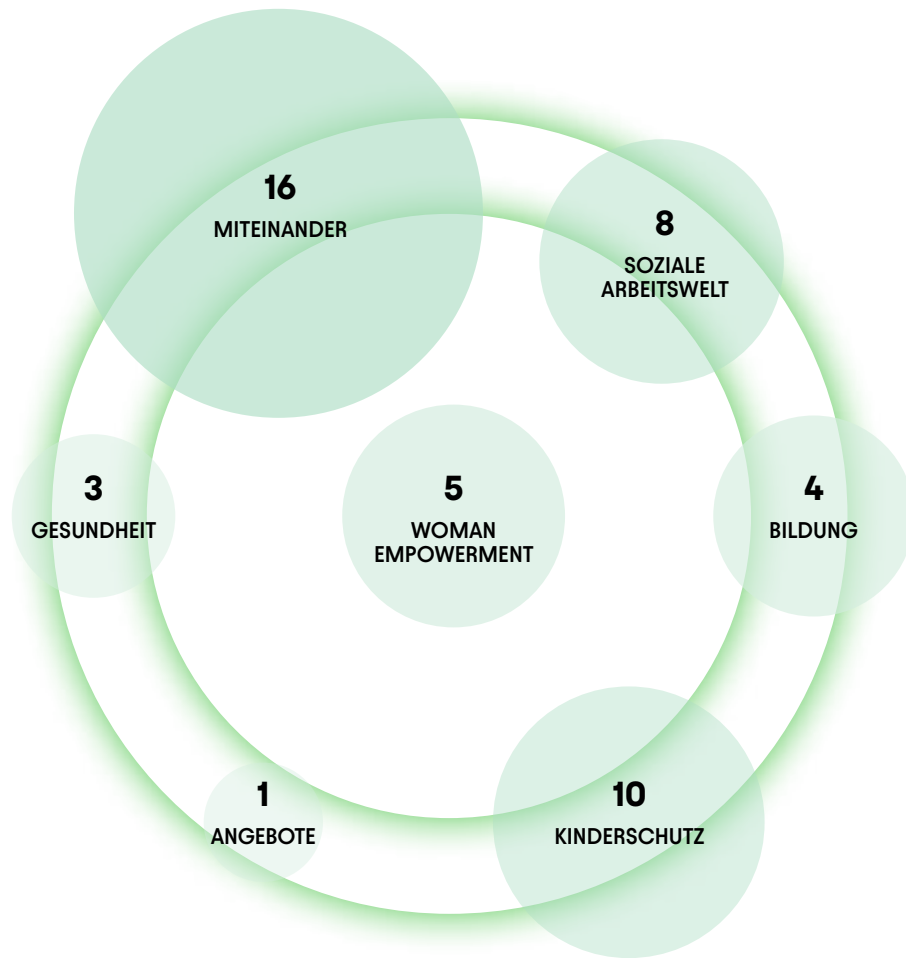 16
MITEINANDER
8
SOZIALE
ARBEITSWELT
3
GESUNDHEIT
5
WOMAN
EMPOWERMENT
4
BILDUNG
1
ANGEBOTE
10
KINDERSCHUTZ